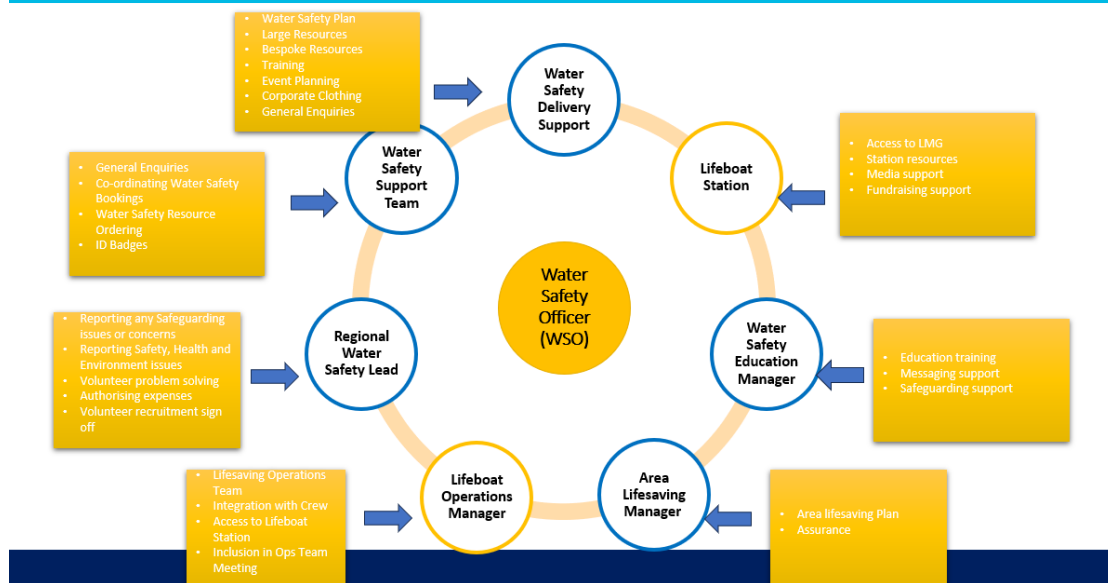 Water Safety Plan
Large Resources
Bespoke Resources
Training
Event Planning
Corporate Clothing
General Enquiries
Water
Safety
Delivery
Support
General Enquiries
Co-ordinating Water Safety
Bookings
Water Safety Resource
Ordering
ID Badges
Water
Safety
Support
Team
Lifeboat
Station
Access to LMG
Station resources
Media support
Fundraising support
Water
Safety
Officer
(WSO)
Reporting any Safeguarding
issues or concerns
Reporting Safety, Health and
Environment issues
Volunteer problem solving
Authorising expenses
Volunteer recruitment sign
off
Regional
Water
Safety Lead
Water
Safety
Education
Manager
Education training
Messaging support
Safeguarding support
Lifesaving Operations
Team
Integration with Crew
Access to Lifeboat
Station
Inclusion in Ops Team
Meeting
Lifeboat
Operations
Manager
Area
Lifesaving
Manager
Area lifesaving Plan
Assurance